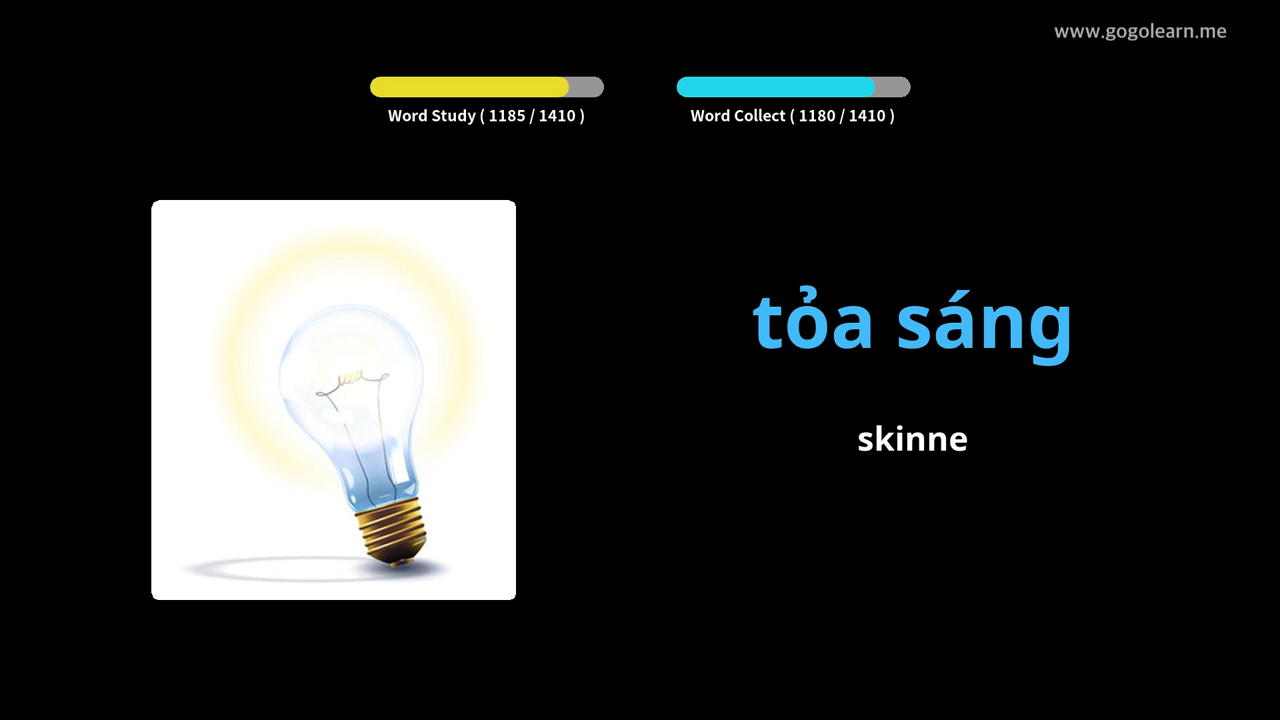 www.gogolearn.me
Word Study ( 1185 / 1410 )
Word Collect ( 1180 / 1410 )
tỏa sáng
skinne